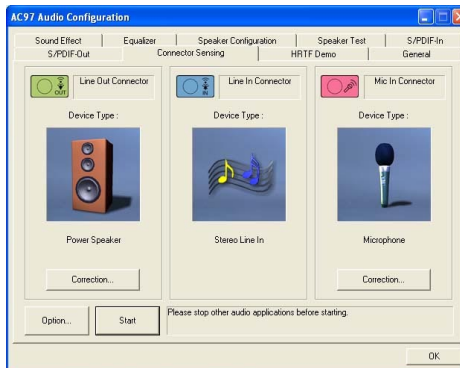 AC97 Audio Configuration
Sound Effect Equalizer Speaker Configuration Speaker Test S/PDIF-In
S/PDIF-Out Connector Sensing HRTF Demo General
OUT Line Out Connector
IN Line In Connector
Mic In Connector
Device Type :
Device Type :
Power Speaker
Stereo Line In
Microphone
Correction...
Correction...
Option...
Start
Please stop other audio applications before starting.
OK